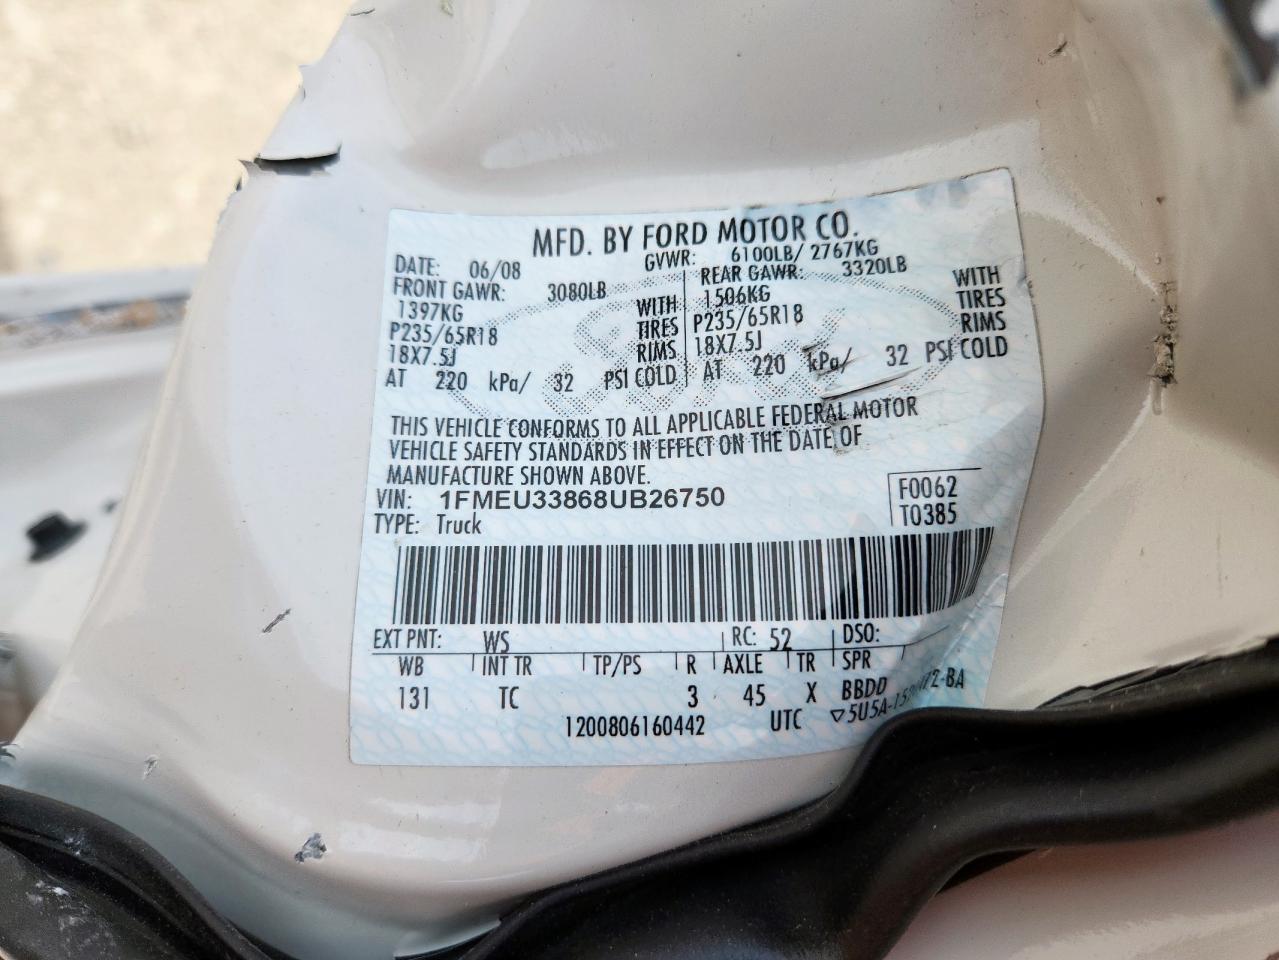 MFD. BY FORD MOTOR CO.
DATE: 06/08 GVWR: 6100LB/ 2767KG
FRONT GAWR: 3080LB REAR GAWR: 3320LB
1397KG WITH 1506KG WITH
P235/65R18 TIRES P235/65R18 TIRES
18X7.5J RIMS 18X7.5J RIMS
AT 220 kPa/ 32 PSI COLD AT 220 kPa/ 32 PSI COLD
THIS VEHICLE CONFORMS TO ALL APPLICABLE FEDERAL MOTOR
VEHICLE SAFETY STANDARDS IN EFFECT ON THE DATE OF
MANUFACTURE SHOWN ABOVE.
VIN: 1FMEU33868UB26750 F0062
TYPE: Truck T0385
EXT PNT: WS RC: 52 DSO:
WB INT TR TP/PS R AXLE TR SPR
131 TC 3 45 X BBDD
1200806160442 UTC